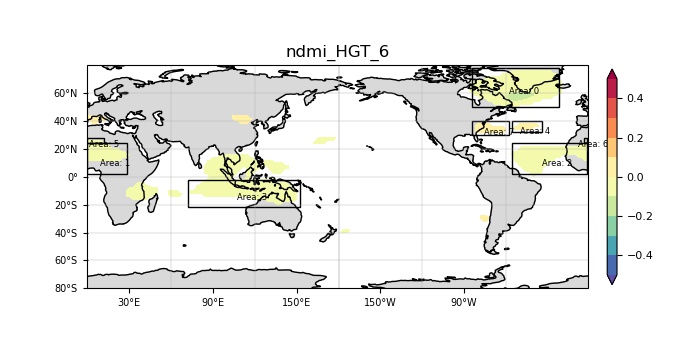 ndmi_HGT_6
60°N
40°N
20°N
0°
20°S
40°S
60°S
80°S
30°E
90°E
150°E
150°W
90°W
Area: 0
Area: 4
Area: 5
Area: 6
Area: 1
Area: 2
Area: 3
0.4
0.2
0.0
−0.2
−0.4